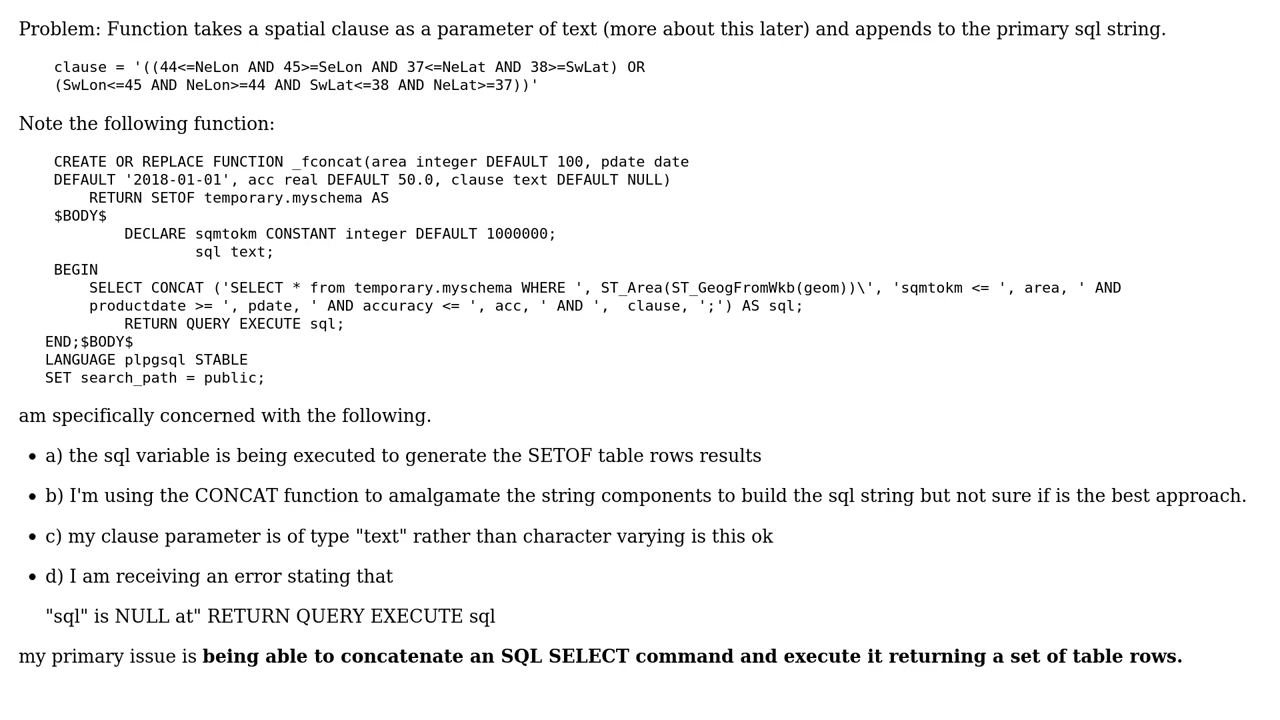 Problem: Function takes a spatial clause as a parameter of text (more about this later) and appends to the primary sql string.
clause = '((44<=NeLon AND 45>=SeLon AND 37<=NeLat AND 38>=SwLat) OR
(SwLon<=45 AND NeLon>=44 AND SwLat<=38 AND NeLat>=37))'
Note the following function:
CREATE OR REPLACE FUNCTION _fconcat(area integer DEFAULT 100, pdate date
DEFAULT '2018-01-01', acc real DEFAULT 50.0, clause text DEFAULT NULL)
RETURN SETOF temporary.myschema AS
$BODY$
DECLARE sqmtokm CONSTANT integer DEFAULT 1000000;
sql text;
BEGIN
SELECT CONCAT ('SELECT * from temporary.myschema WHERE ', ST_Area(ST_GeogFromWkb(geom))\', 'sqmtokm <= ', area, ' AND
productdate >= ', pdate, ' AND accuracy <= ', acc, ' AND ',  clause, ';') AS sql;
RETURN QUERY EXECUTE sql;
END;$BODY$
LANGUAGE plpgsql STABLE
SET search_path = public;
am specifically concerned with the following.
• a) the sql variable is being executed to generate the SETOF table rows results
• b) I'm using the CONCAT function to amalgamate the string components to build the sql string but not sure if is the best approach.
• c) my clause parameter is of type "text" rather than character varying is this ok
• d) I am receiving an error stating that
"sql" is NULL at" RETURN QUERY EXECUTE sql
my primary issue is being able to concatenate an SQL SELECT command and execute it returning a set of table rows.